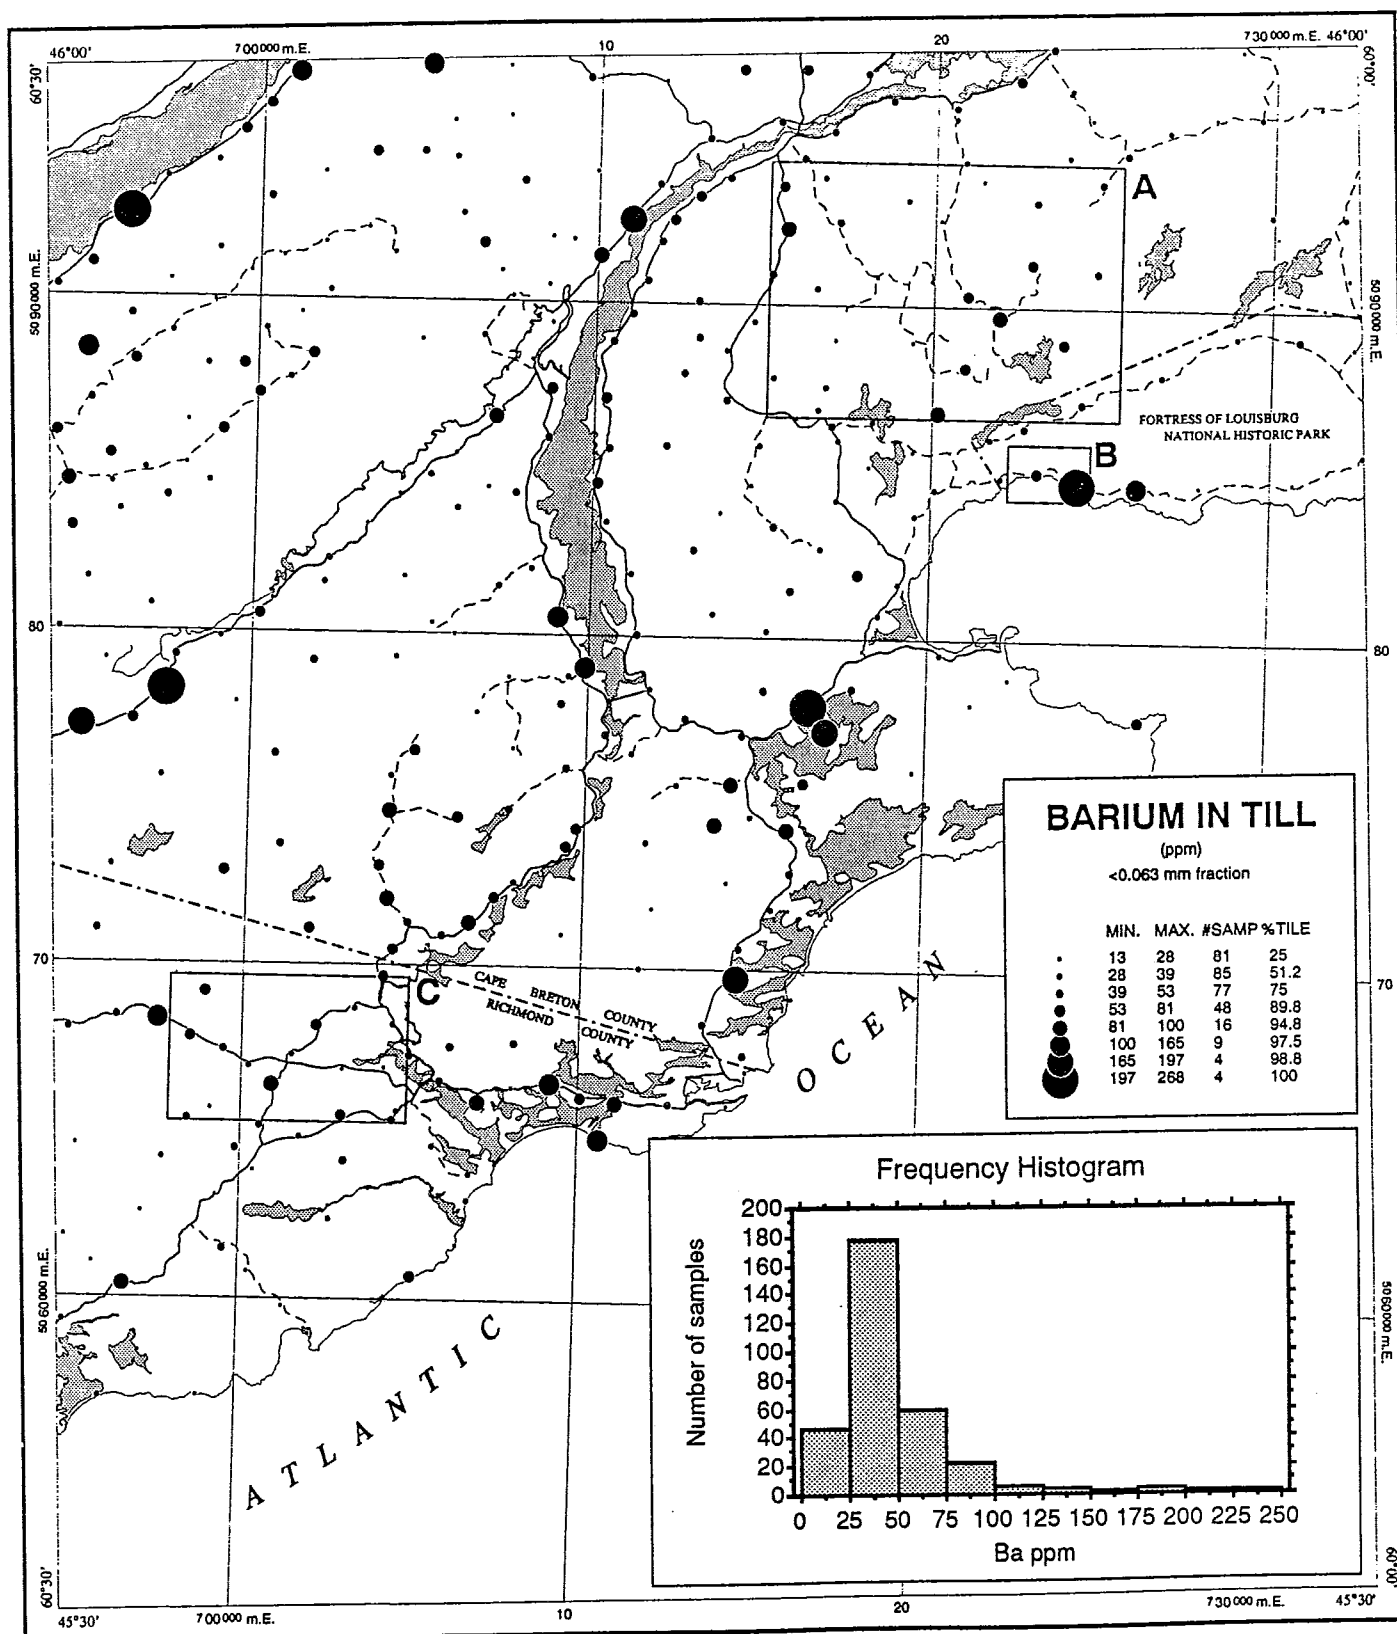 46°00' 700000 m.E. 10 20 730000 m.E. 46°00'
60°30'
60°00'
A
5090000 m.E.
5090000 m.E.
FORTRESS OF LOUISBURG
NATIONAL HISTORIC PARK
B
80
80
BARIUM IN TILL
(ppm)
<0.063 mm fraction
MIN. MAX. #SAMP %TILE
13 28 81 25
28 39 85 51.2
39 53 77 75
53 81 48 89.8
81 100 16 94.8
100 165 9 97.5
165 197 4 98.8
197 268 4 100
70
70
C
CAPE BRETON COUNTY
RICHMOND COUNTY
ATLANTIC OCEAN
5060000 m.E.
5060000 m.E.
Frequency Histogram
Number of samples
200
180
160
140
120
100
80
60
40
20
0
0 25 50 75 100 125 150 175 200 225 250
Ba ppm
60°30'
60°00'
45°30' 700000 m.E. 10 20 730000 m.E. 45°30'